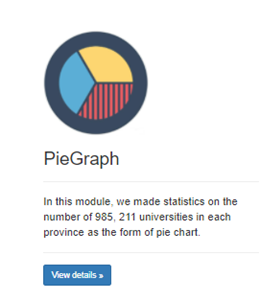 PieGraph
In this module, we made statistics on the
number of 985, 211 universities in each
province as the form of pie chart.
View details »